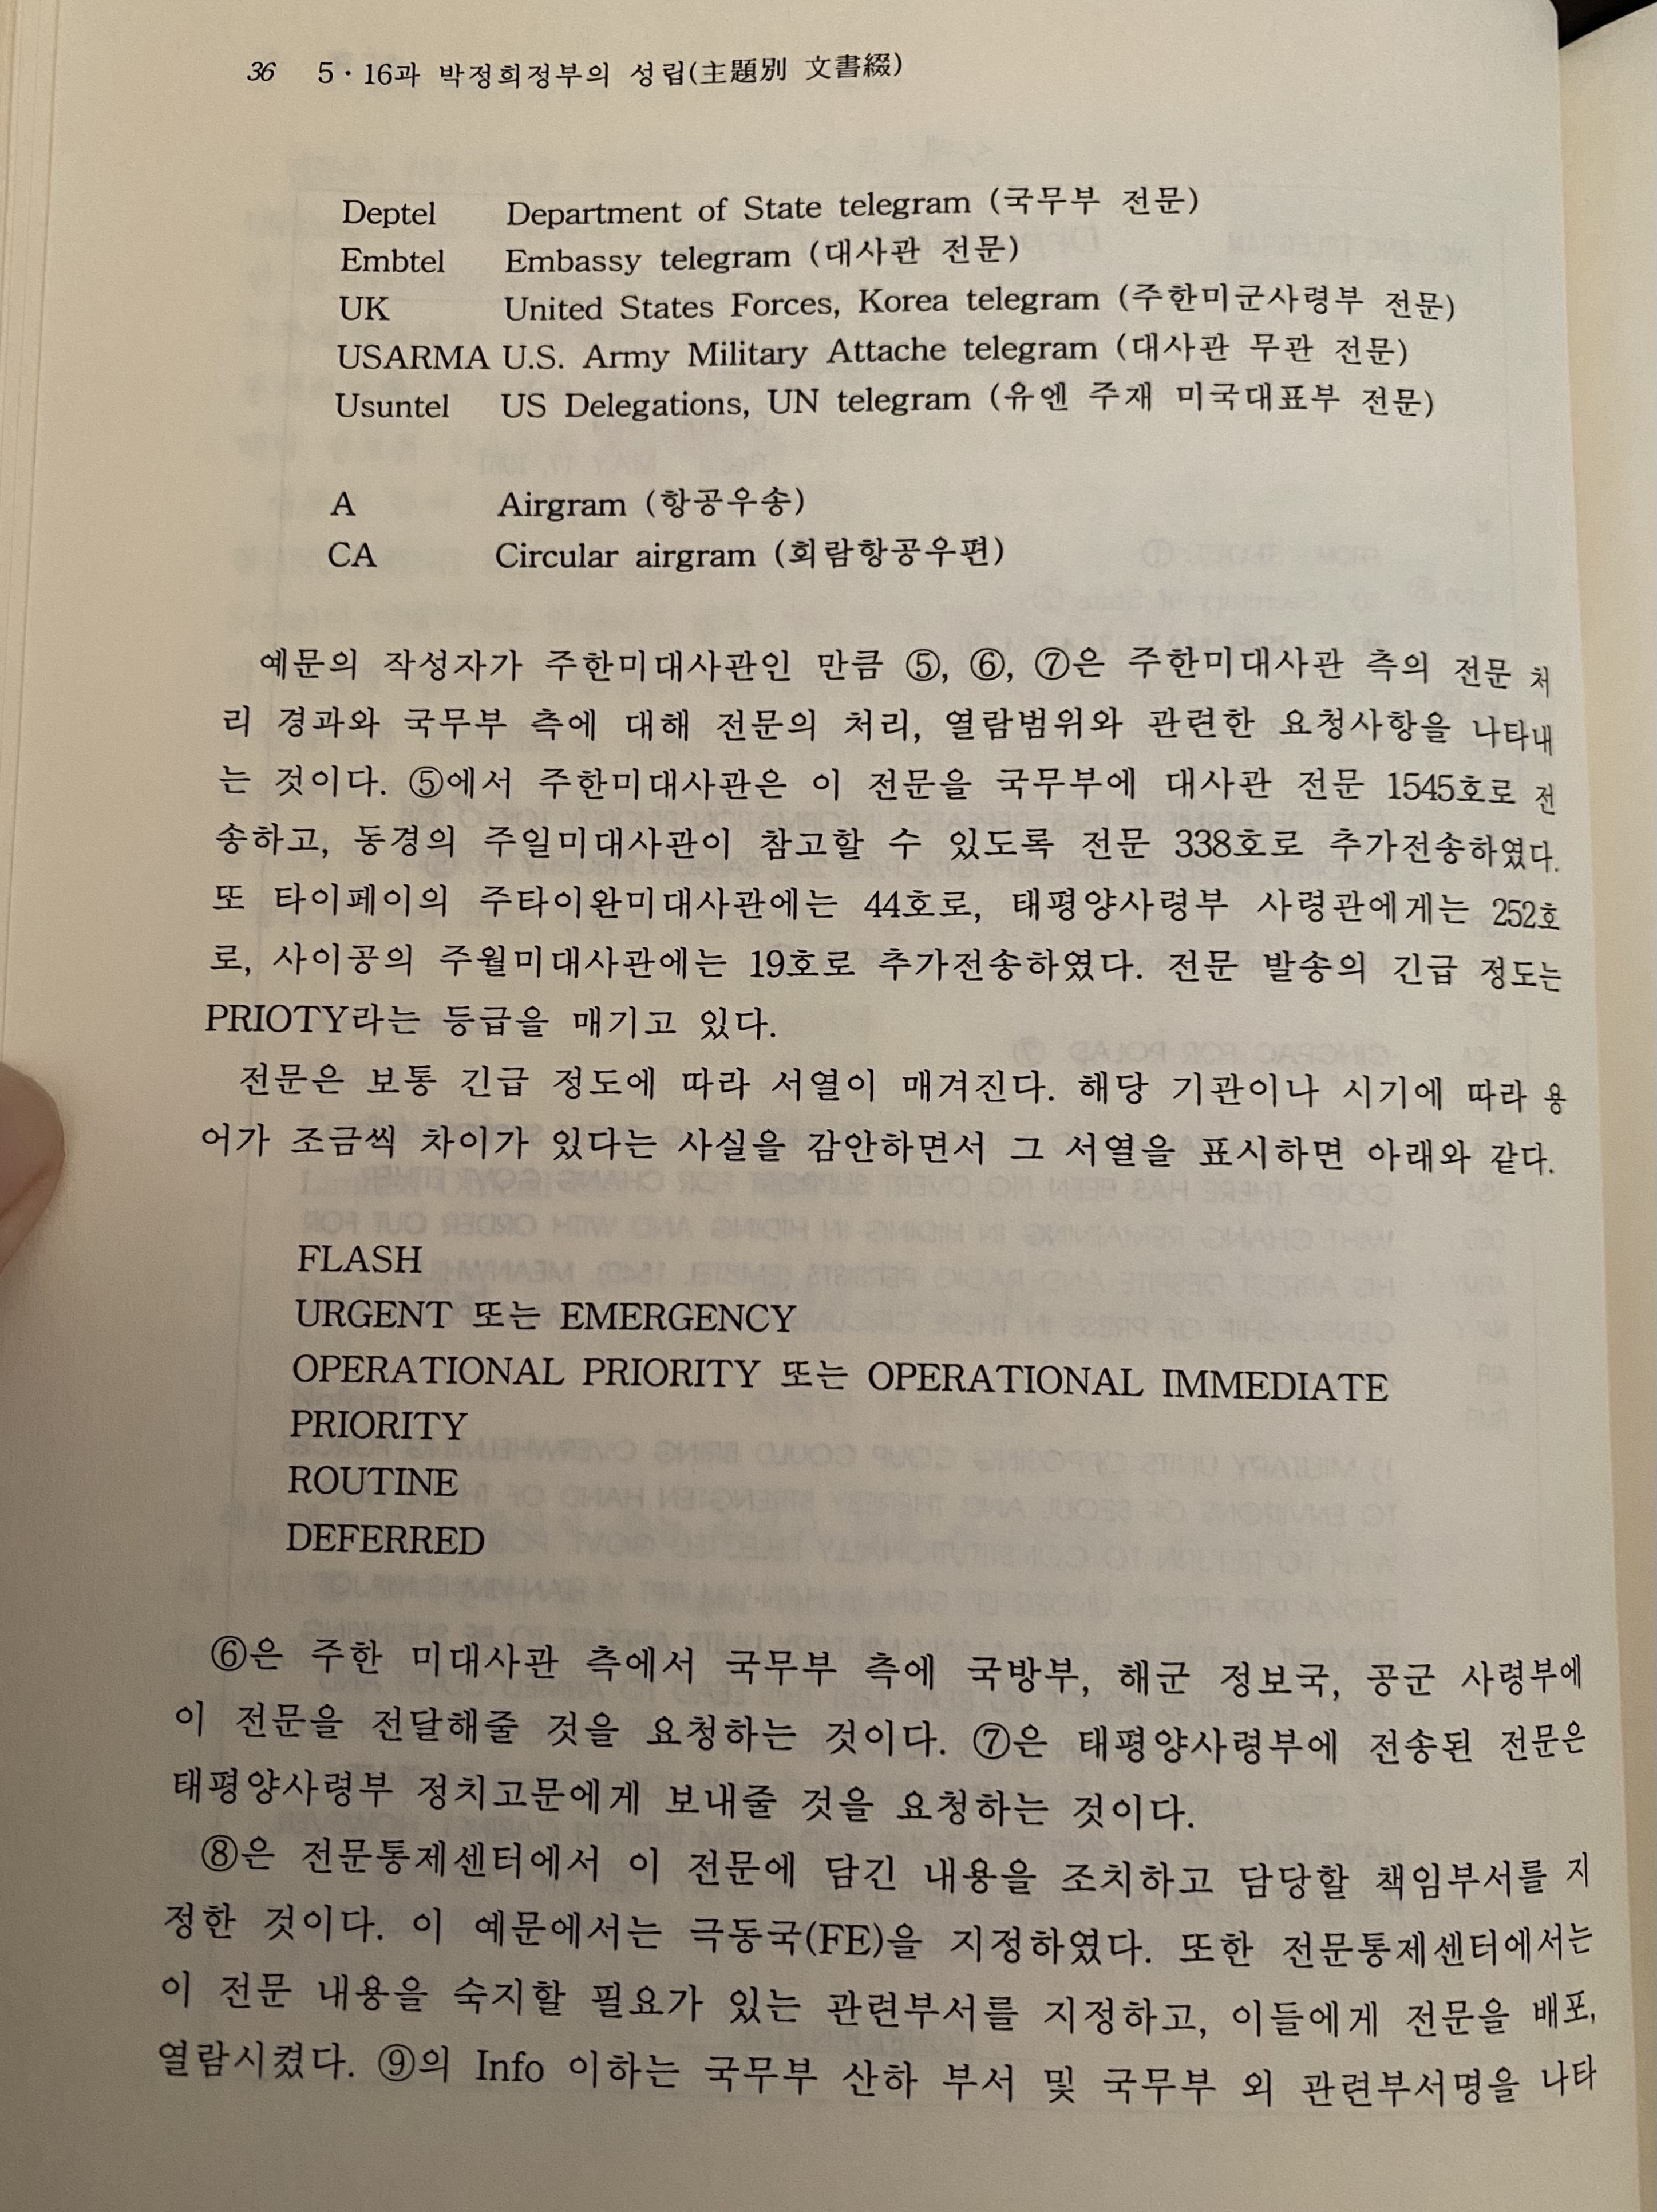 36 5·16과 박정희정부의 성립(主題別 文書綴)
Deptel Department of State telegram (국무부 전문)
Embtel Embassy telegram (대사관 전문)
UK United States Forces, Korea telegram (주한미군사령부 전문)
USARMA U.S. Army Military Attache telegram (대사관 무관 전문)
Usuntel US Delegations, UN telegram (유엔 주재 미국대표부 전문)
A Airgram (항공우송)
CA Circular airgram (회람항공우편)
예문의 작성자가 주한미대사관인 만큼 ⑤, ⑥, ⑦은 주한미대사관 측의 전문 처
리 경과와 국무부 측에 대해 전문의 처리, 열람범위와 관련한 요청사항을 나타내
는 것이다. ⑤에서 주한미대사관은 이 전문을 국무부에 대사관 전문 1545호로 전
송하고, 동경의 주일미대사관이 참고할 수 있도록 전문 338호로 추가전송하였다.
또 타이페이의 주타이완미대사관에는 44호로, 태평양사령부 사령관에게는 252호
로, 사이공의 주월미대사관에는 19호로 추가전송하였다. 전문 발송의 긴급 정도는
PRIOTY라는 등급을 매기고 있다.
전문은 보통 긴급 정도에 따라 서열이 매겨진다. 해당 기관이나 시기에 따라 용
어가 조금씩 차이가 있다는 사실을 감안하면서 그 서열을 표시하면 아래와 같다.
FLASH
URGENT 또는 EMERGENCY
OPERATIONAL PRIORITY 또는 OPERATIONAL IMMEDIATE
PRIORITY
ROUTINE
DEFERRED
⑥은 주한 미대사관 측에서 국무부 측에 국방부, 해군 정보국, 공군 사령부에
이 전문을 전달해줄 것을 요청하는 것이다. ⑦은 태평양사령부에 전송된 전문은
태평양사령부 정치고문에게 보내줄 것을 요청하는 것이다.
⑧은 전문통제센터에서 이 전문에 담긴 내용을 조치하고 담당할 책임부서를 지
정한 것이다. 이 예문에서는 극동국(FE)을 지정하였다. 또한 전문통제센터에서는
이 전문 내용을 숙지할 필요가 있는 관련부서를 지정하고, 이들에게 전문을 배포,
열람시켰다. ⑨의 Info 이하는 국무부 산하 부서 및 국무부 외 관련부서명을 나타